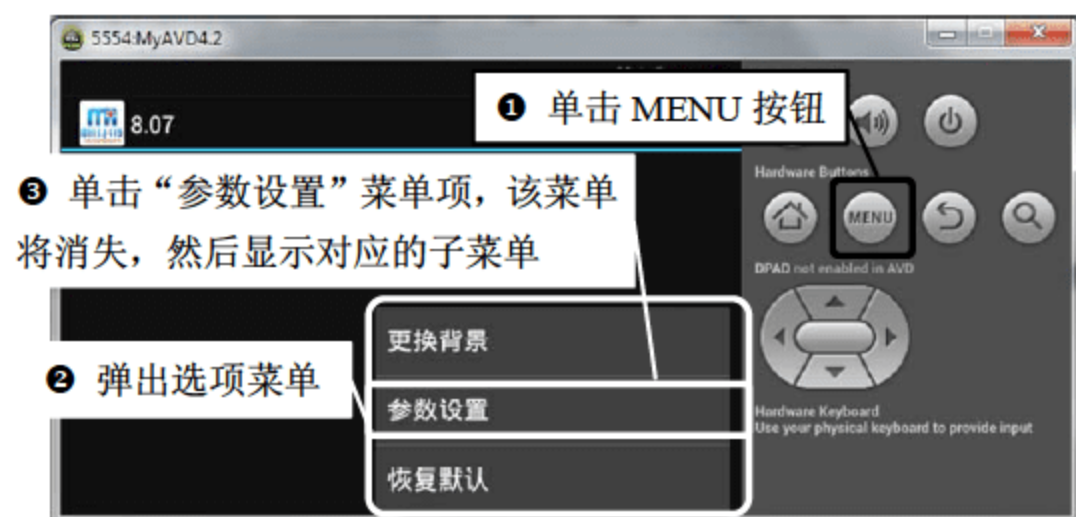 5554:MyAVD4.2
❶ 单击 MENU 按钮
8.07
Hardware Buttons
❸ 单击“参数设置”菜单项，该菜单
将消失，然后显示对应的子菜单
MENU
DPAD not enabled in AVD
更换背景
❷ 弹出选项菜单
参数设置
Hardware Keyboard
Use your physical keyboard to provide input
恢复默认